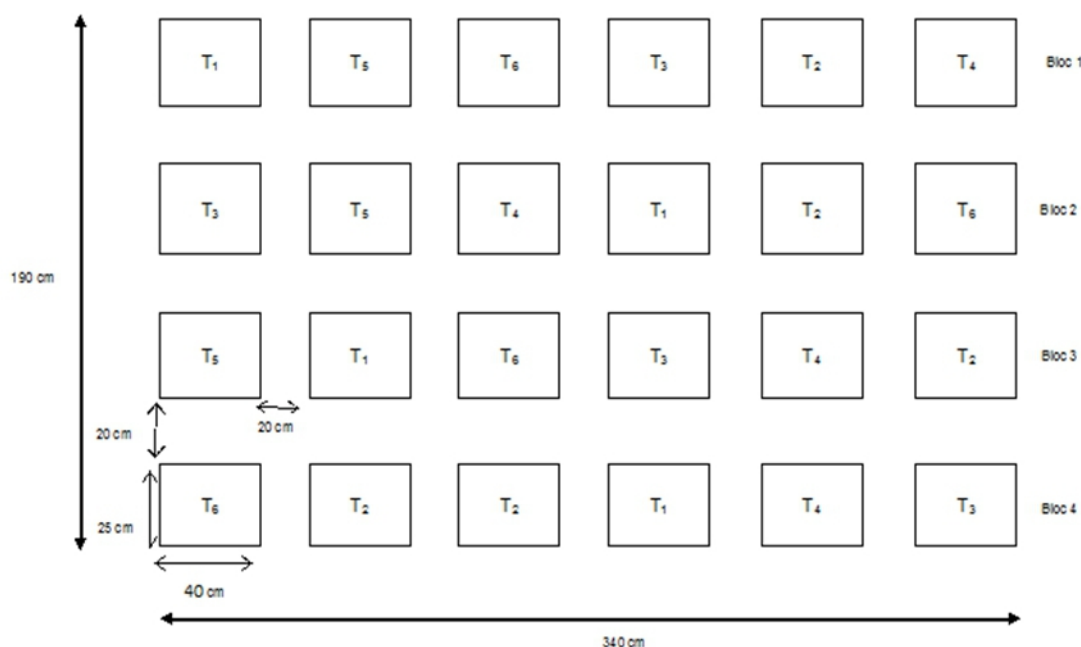 T₁ T₅ T₆ T₃ T₂ T₄ Bloc 1
T₃ T₅ T₄ T₁ T₂ T₆ Bloc 2
190 cm
T₅ T₁ T₆ T₃ T₄ T₂ Bloc 3
20 cm 20 cm
T₆ T₂ T₂ T₁ T₄ T₃ Bloc 4
25 cm
40 cm
340 cm